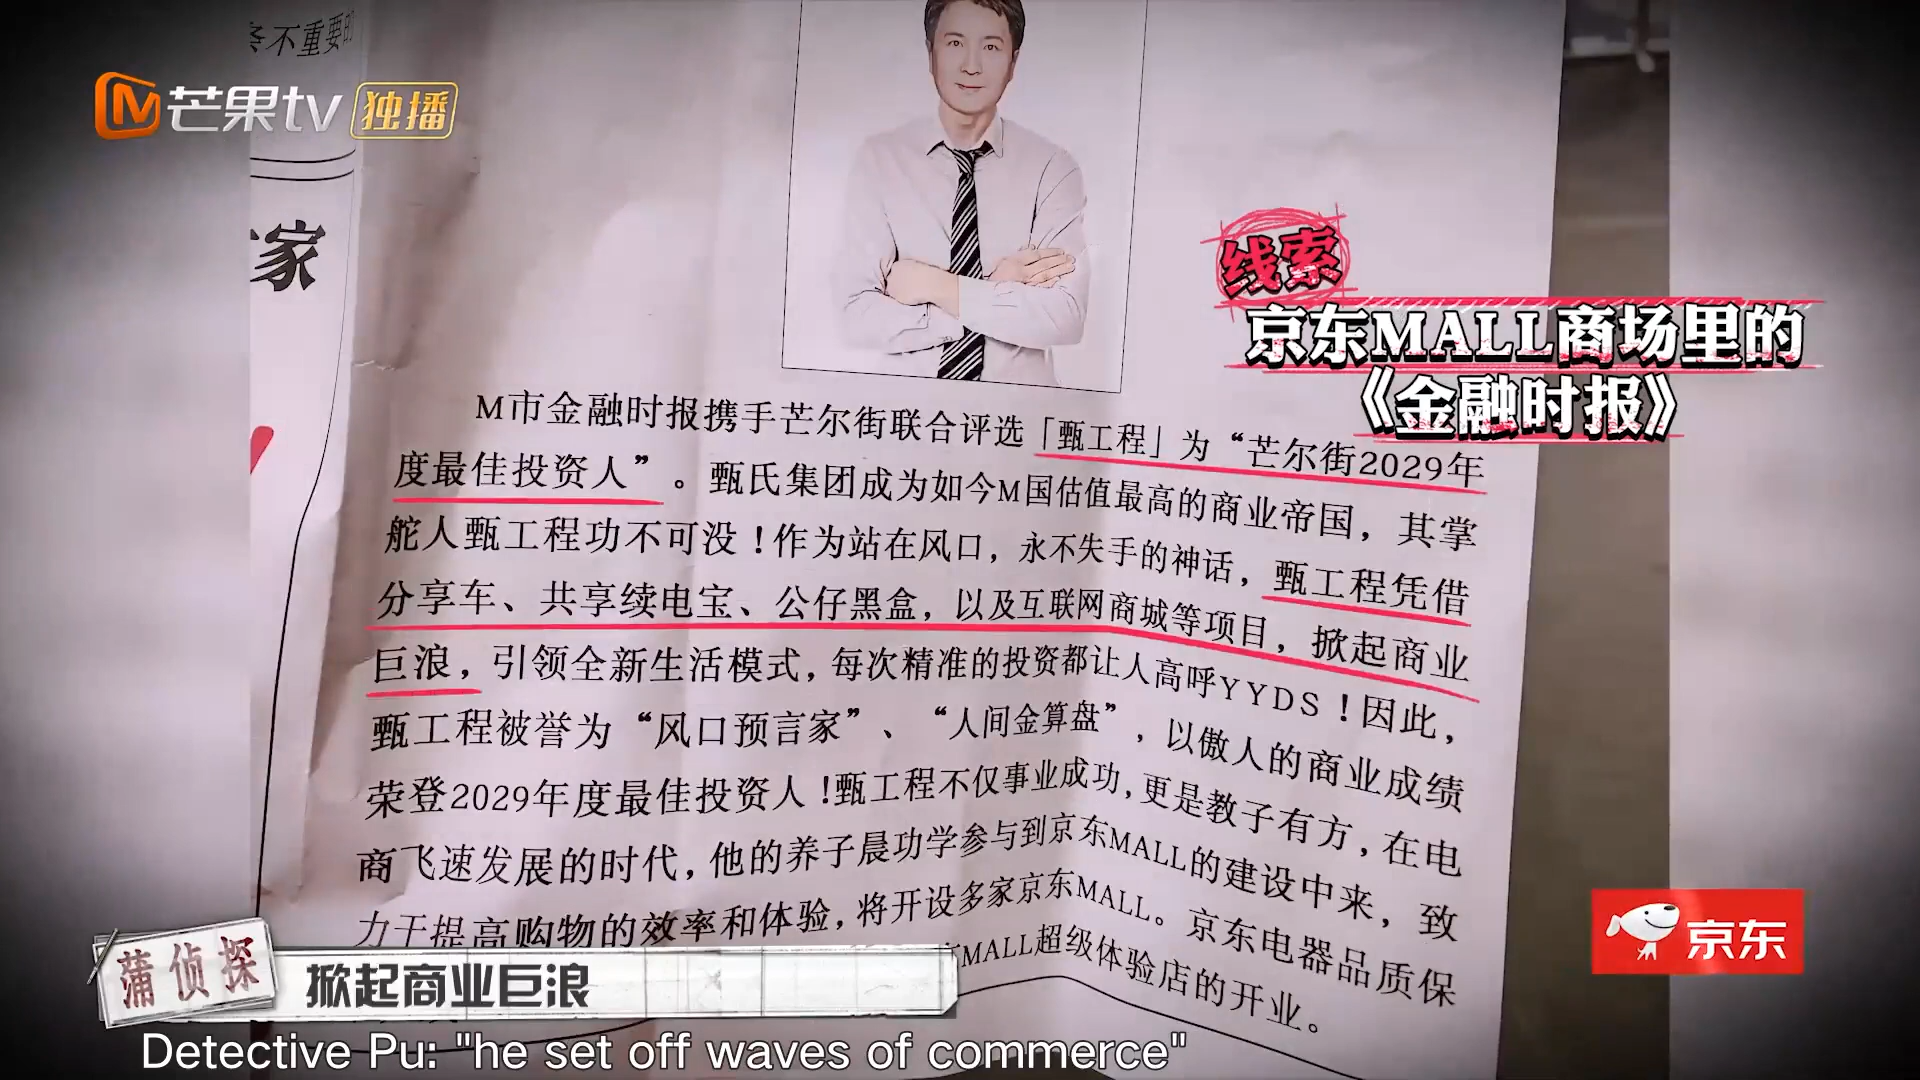 不重要的
芒果tv 独播
家
线索
京东MALL商场里的
《金融时报》
M市金融时报携手芒尔街联合评选「甄工程」为“芒尔街2029年
度最佳投资人”。甄氏集团成为如今M国估值最高的商业帝国，其掌
舵人甄工程功不可没！作为站在风口，永不失手的神话，甄工程凭借
分享车、共享续电宝、公仔黑盒，以及互联网商城等项目，掀起商业
巨浪，引领全新生活模式，每次精准的投资都让人高呼YYDS！因此，
甄工程被誉为“风口预言家”、“人间金算盘”，以傲人的商业成绩
荣登2029年度最佳投资人！甄工程不仅事业成功，更是教子有方，在电
商飞速发展的时代，他的养子晨功学参与到京东MALL的建设中来，致
力于提高购物的效率和体验，将开设多家京东MALL。京东电器品质保
MALL超级体验店的开业。
京东
蒲侦探
掀起商业巨浪
Detective Pu: "he set off waves of commerce"